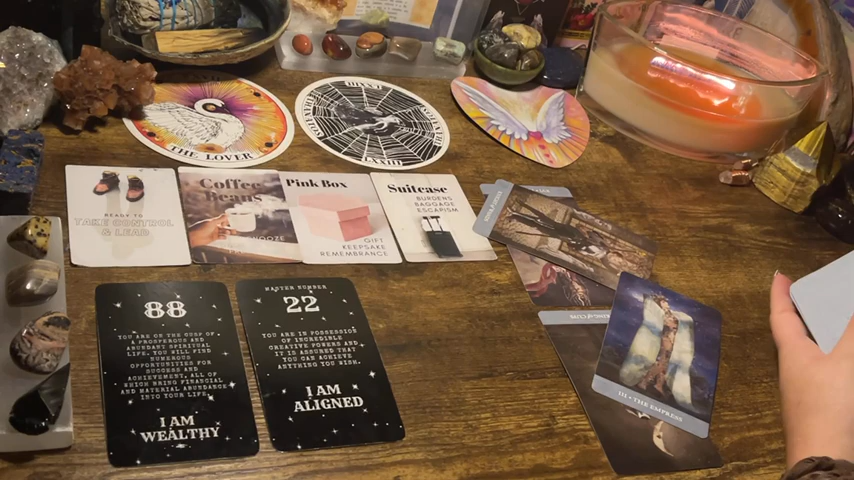 THE LOVER
LXXIII
READY TO
TAKE CONTROL
& LEAD
Coffee
Beans
Pink Box
GIFT
KEEPSAKE
REMEMBRANCE
Suitcase
BURDENS
BAGGAGE
ESCAPISM
88
YOU ARE ON THE CUSP OF
A PROSPEROUS AND
ABUNDANT SPIRITUAL
LIFE. YOU WILL FIND
NUMEROUS
OPPORTUNITIES FOR
SUCCESS AND
ACHIEVEMENT, ALL OF
WHICH BRING FINANCIAL
AND MATERIAL ABUNDANCE
INTO YOUR LIFE.
I AM
WEALTHY
MASTER NUMBER
22
YOU ARE IN POSSESSION
OF INCREDIBLE
CREATIVE POWERS AND
IT IS ASSURED THAT
YOU CAN ACHIEVE
ANYTHING YOU WISH.
I AM
ALIGNED
III • THE EMPRESS